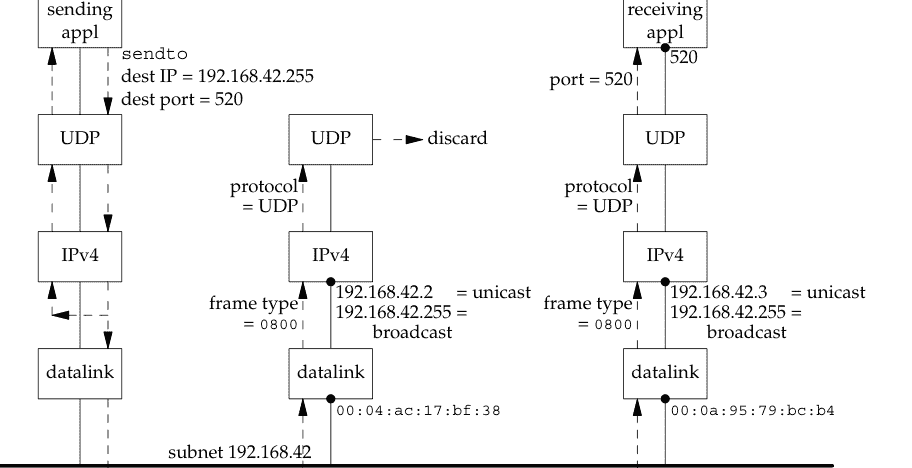 sending
appl
sendto
dest IP = 192.168.42.255
dest port = 520
UDP
IPv4
datalink
UDP
discard
protocol
= UDP
IPv4
192.168.42.2 = unicast
192.168.42.255 =
broadcast
frame type
= 0800
datalink
00:04:ac:17:bf:38
subnet 192.168.42
receiving
appl
520
port = 520
UDP
protocol
= UDP
IPv4
192.168.42.3 = unicast
192.168.42.255 =
broadcast
frame type
= 0800
datalink
00:0a:95:79:bc:b4